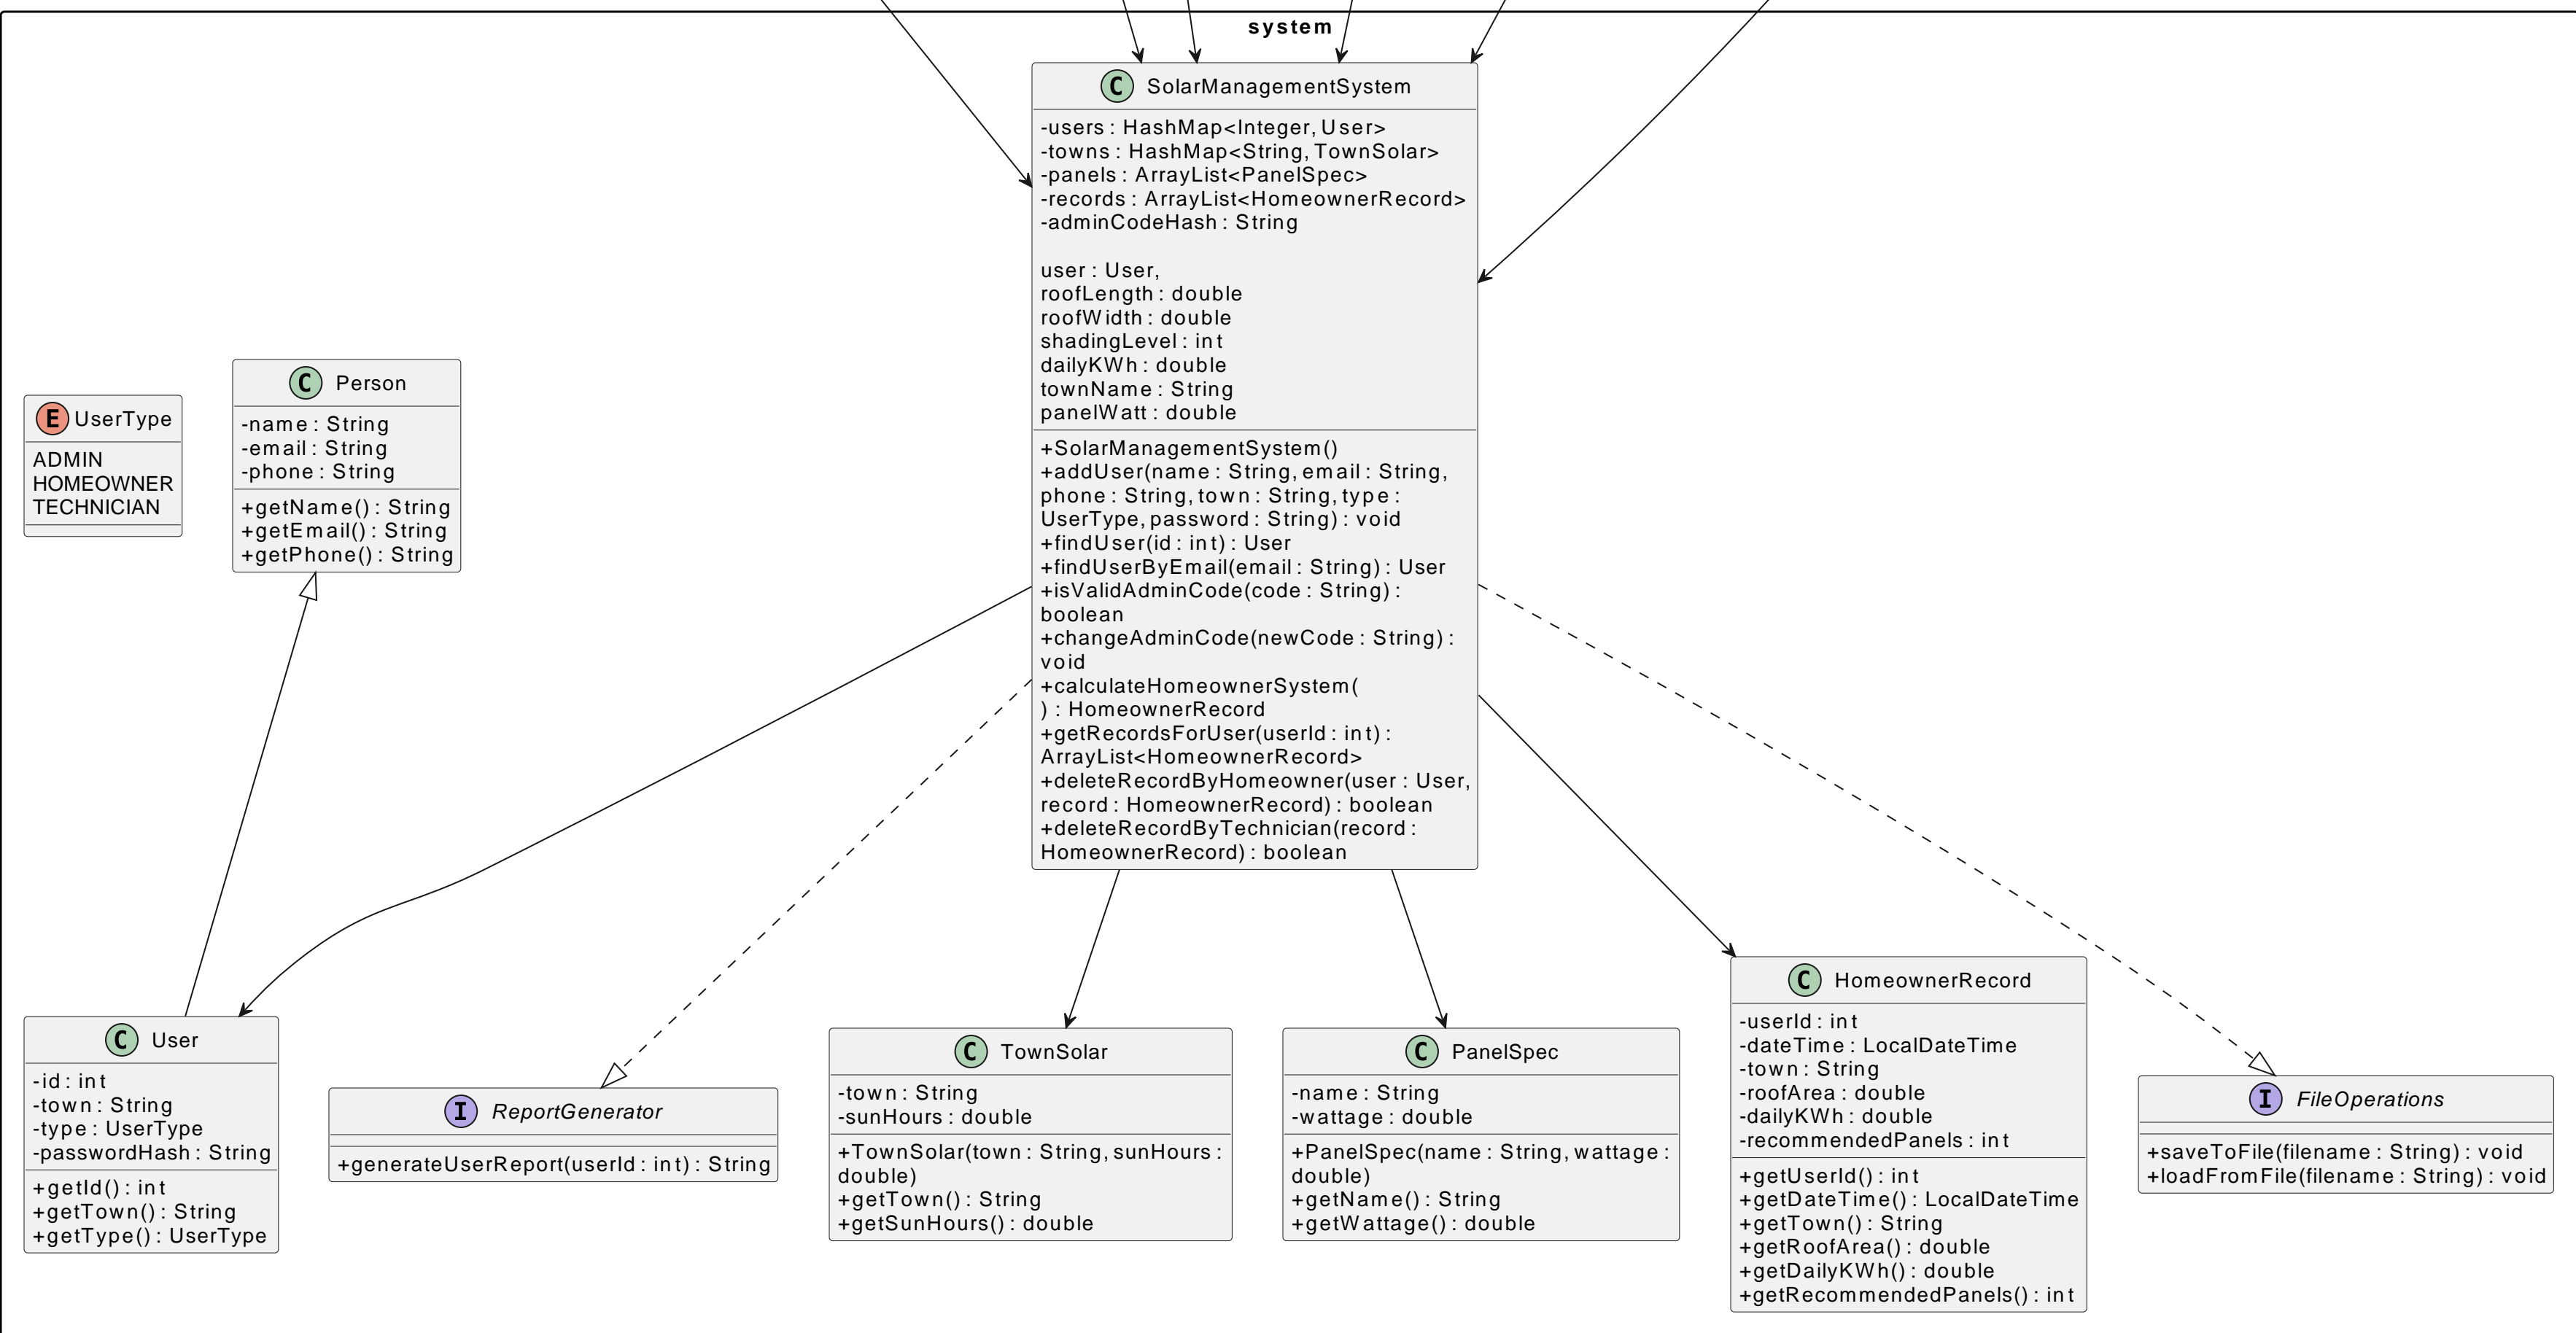 system
C SolarManagementSystem
-users : HashMap<Integer, User>
-towns : HashMap<String, TownSolar>
-panels : ArrayList<PanelSpec>
-records : ArrayList<HomeownerRecord>
-adminCodeHash : String
user : User,
roofLength : double
roofWidth : double
shadingLevel : int
dailyKWh : double
townName : String
panelWatt : double
+SolarManagementSystem()
+addUser(name : String, email : String,
phone : String, town : String, type :
UserType, password : String) : void
+findUser(id : int) : User
+findUserByEmail(email : String) : User
+isValidAdminCode(code : String) :
boolean
+changeAdminCode(newCode : String) :
void
+calculateHomeownerSystem(
) : HomeownerRecord
+getRecordsForUser(userId : int) :
ArrayList<HomeownerRecord>
+deleteRecordByHomeowner(user : User,
record : HomeownerRecord) : boolean
+deleteRecordByTechnician(record :
HomeownerRecord) : boolean
E UserType
ADMIN
HOMEOWNER
TECHNICIAN
C Person
-name : String
-email : String
-phone : String
+getName() : String
+getEmail() : String
+getPhone() : String
C User
-id : int
-town : String
-type : UserType
-passwordHash : String
+getId() : int
+getTown() : String
+getType() : UserType
I ReportGenerator
+generateUserReport(userId : int) : String
C TownSolar
-town : String
-sunHours : double
+TownSolar(town : String, sunHours :
double)
+getTown() : String
+getSunHours() : double
C PanelSpec
-name : String
-wattage : double
+PanelSpec(name : String, wattage :
double)
+getName() : String
+getWattage() : double
C HomeownerRecord
-userId : int
-dateTime : LocalDateTime
-town : String
-roofArea : double
-dailyKWh : double
-recommendedPanels : int
+getUserId() : int
+getDateTime() : LocalDateTime
+getTown() : String
+getRoofArea() : double
+getDailyKWh() : double
+getRecommendedPanels() : int
I FileOperations
+saveToFile(filename : String) : void
+loadFromFile(filename : String) : void